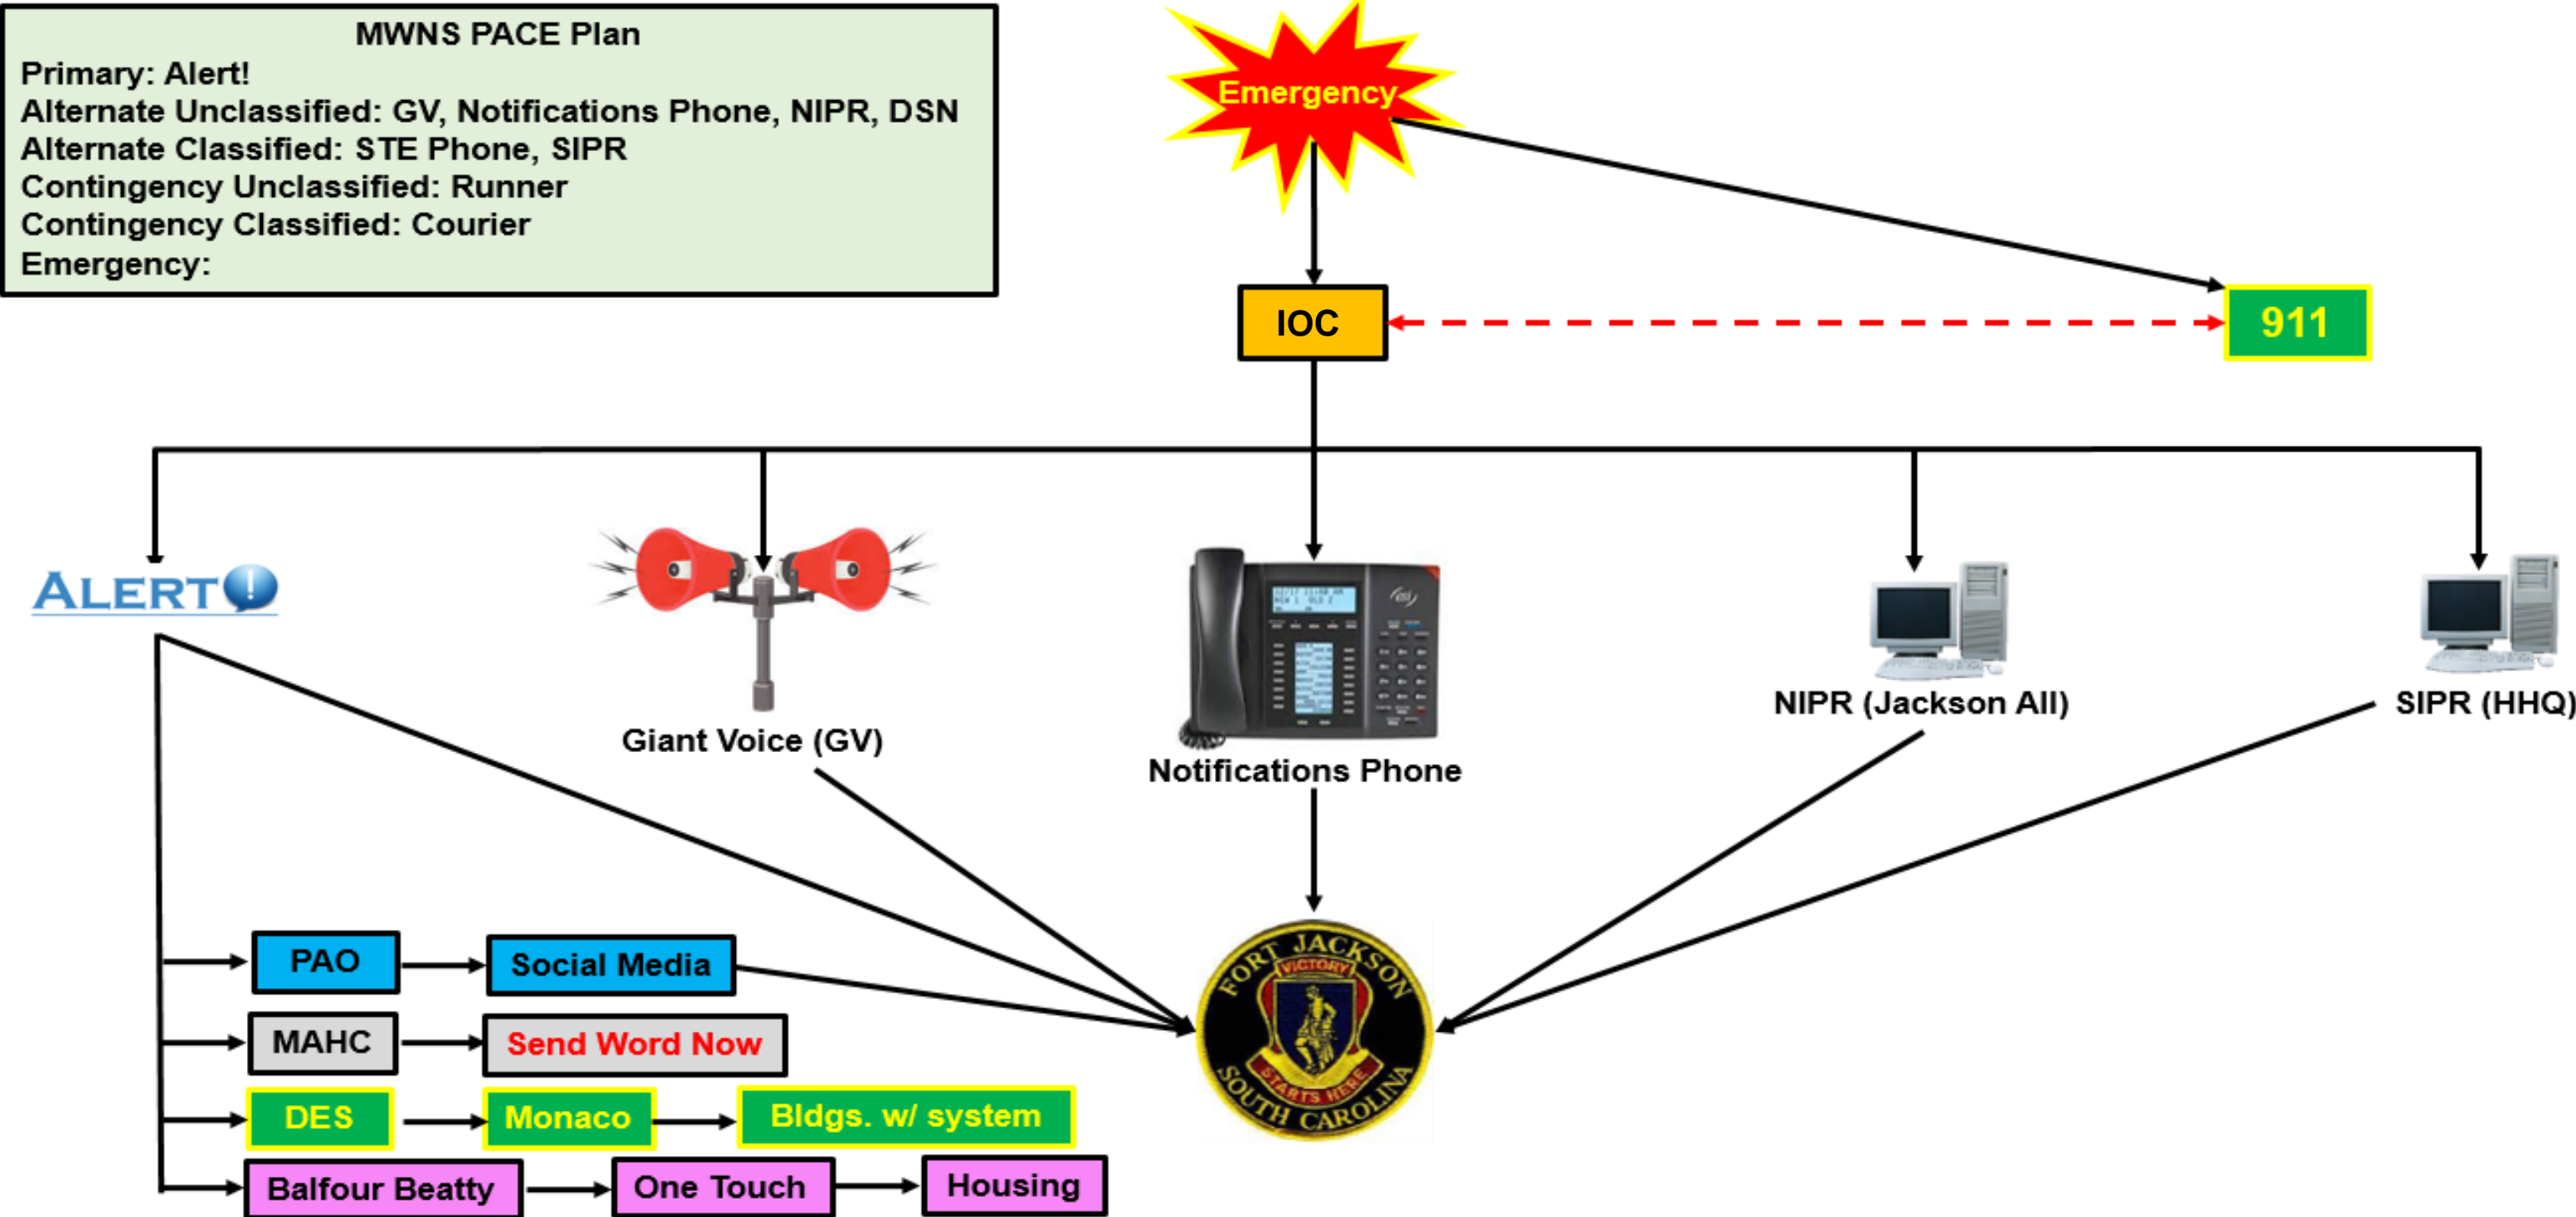 MWNS PACE Plan
Primary: Alert!
Alternate Unclassified: GV, Notifications Phone, NIPR, DSN
Alternate Classified: STE Phone, SIPR
Contingency Unclassified: Runner
Contingency Classified: Courier
Emergency:
Emergency
IOC
911
ALERT!
Giant Voice (GV)
esi
Notifications Phone
NIPR (Jackson All)
SIPR (HHQ)
PAO
Social Media
MAHC
Send Word Now
DES
Monaco
Bldgs. w/ system
Balfour Beatty
One Touch
Housing
FORT JACKSON
VICTORY
STARTS HERE
SOUTH CAROLINA